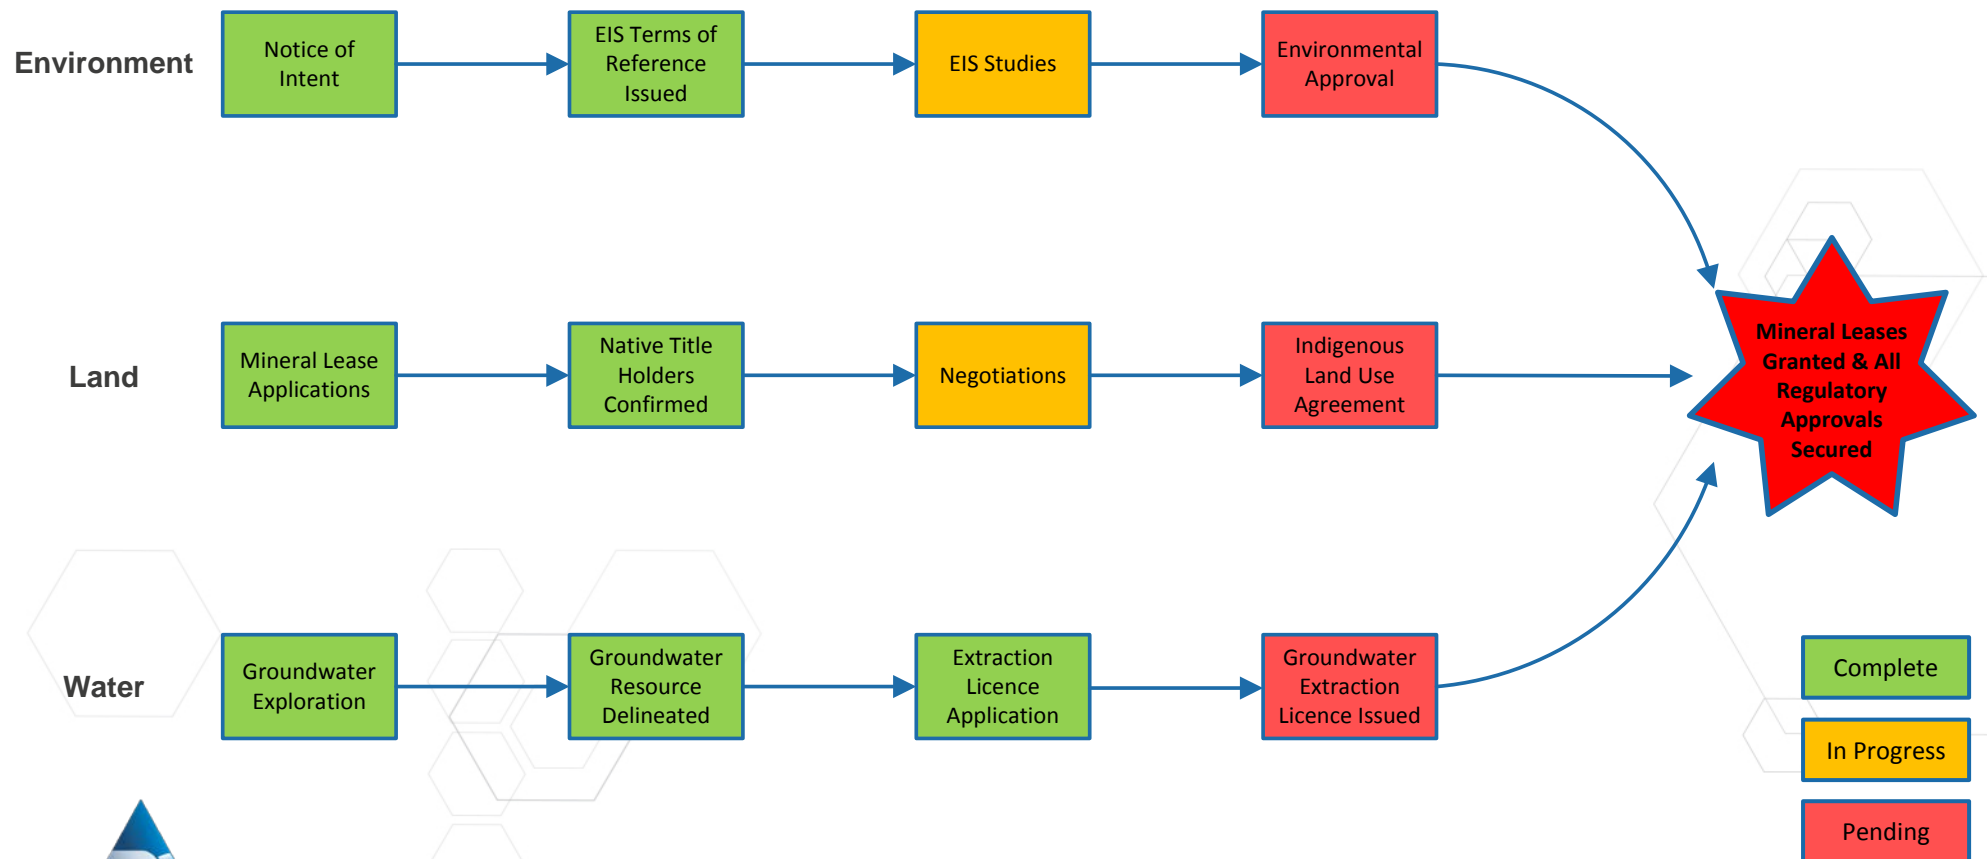 Environment
Notice of
Intent
EIS Terms of
Reference
Issued
EIS Studies
Environmental
Approval
Land
Mineral Lease
Applications
Native Title
Holders
Confirmed
Negotiations
Indigenous
Land Use
Agreement
Mineral Leases
Granted & All
Regulatory
Approvals
Secured
Water
Groundwater
Exploration
Groundwater
Resource
Delineated
Extraction
Licence
Application
Groundwater
Extraction
Licence Issued
Complete
In Progress
Pending